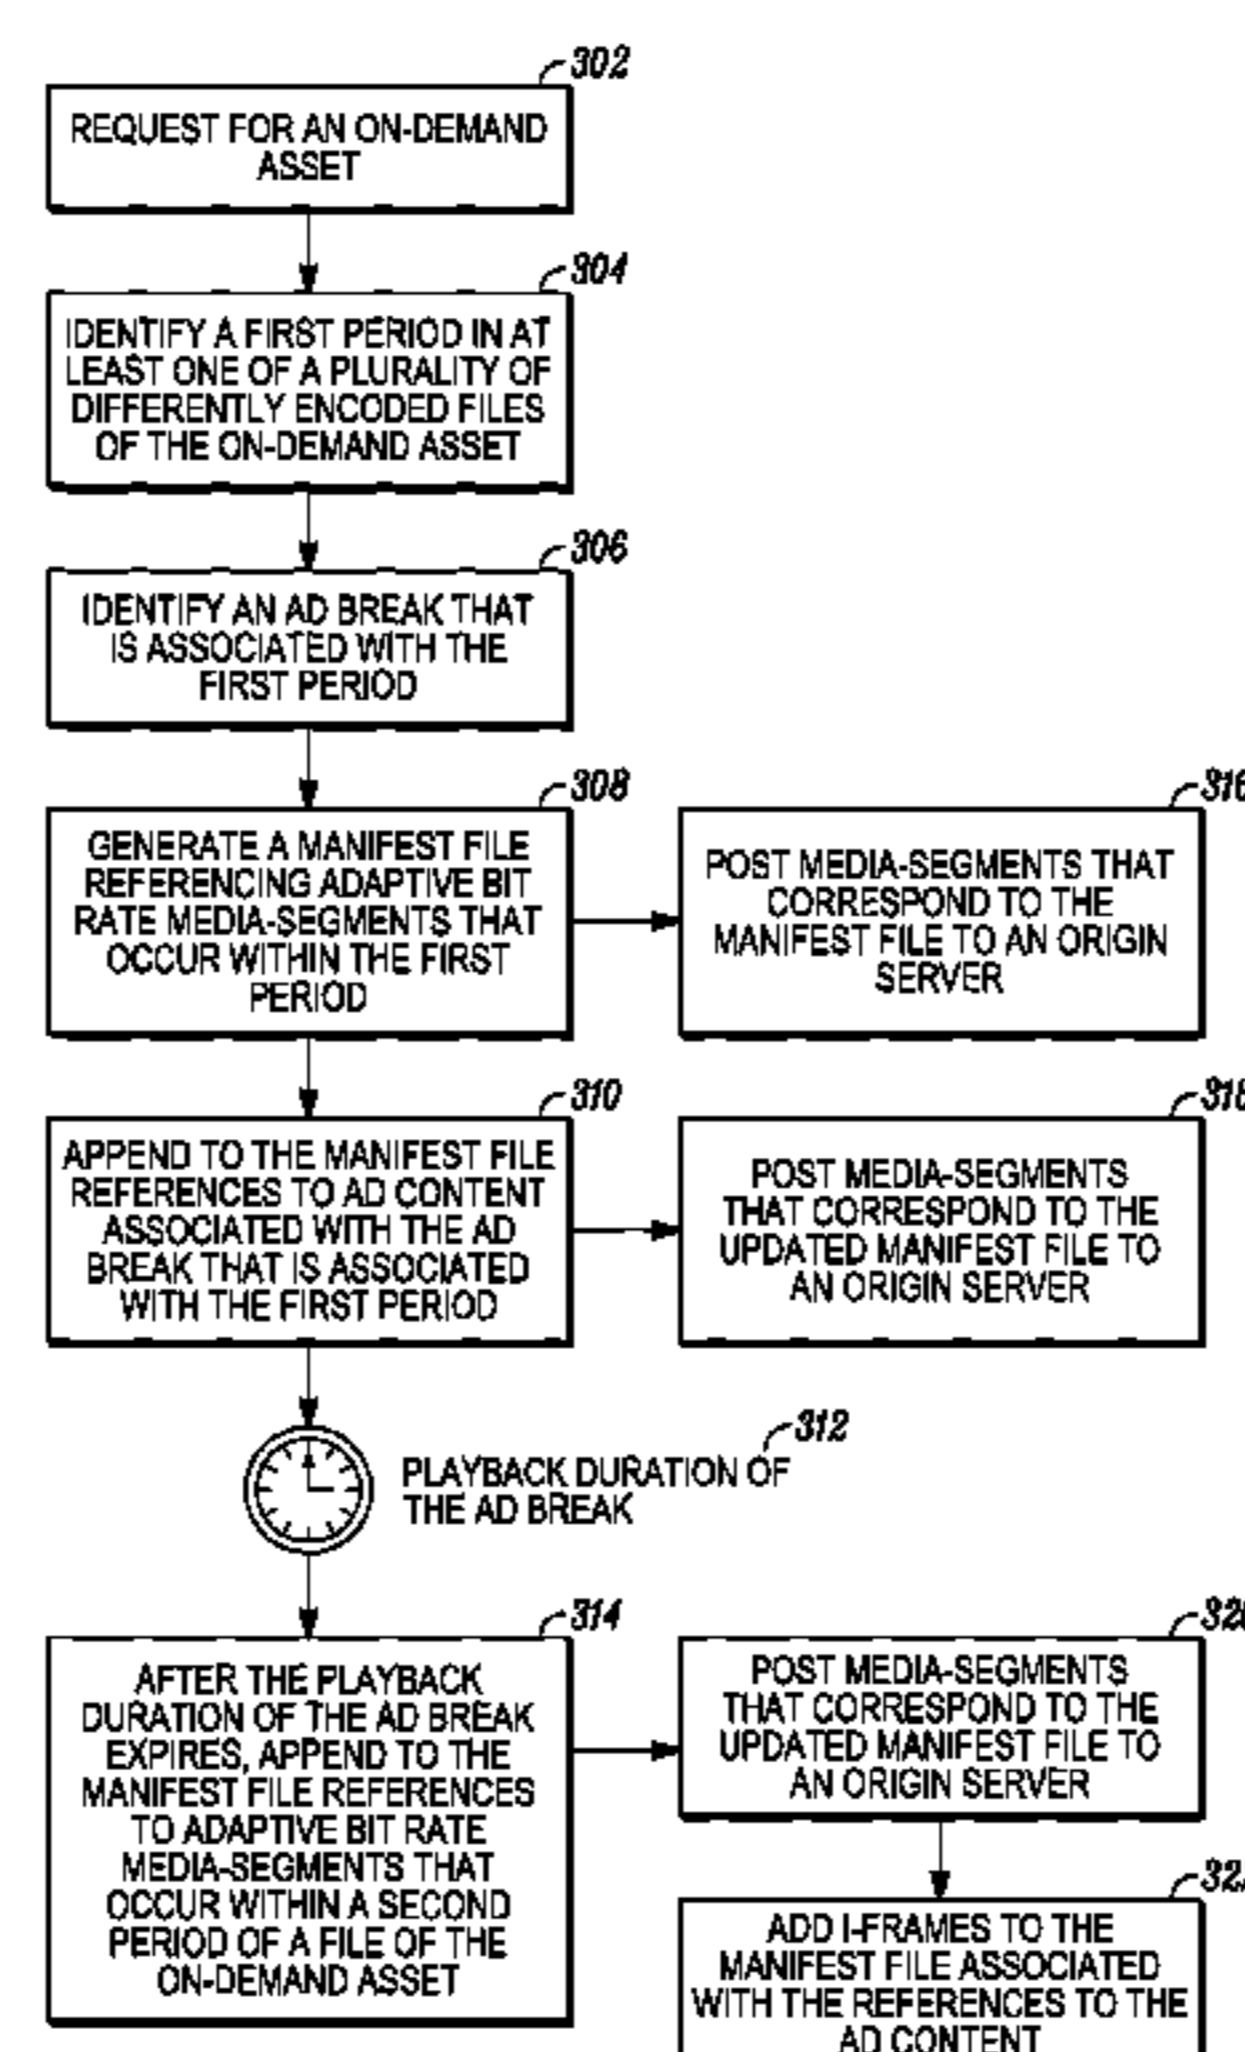 302
REQUEST FOR AN ON-DEMAND
ASSET
304
IDENTIFY A FIRST PERIOD IN AT
LEAST ONE OF A PLURALITY OF
DIFFERENTLY ENCODED FILES
OF THE ON-DEMAND ASSET
306
IDENTIFY AN AD BREAK THAT
IS ASSOCIATED WITH THE
FIRST PERIOD
308
GENERATE A MANIFEST FILE
REFERENCING ADAPTIVE BIT
RATE MEDIA-SEGMENTS THAT
OCCUR WITHIN THE FIRST
PERIOD
316
POST MEDIA-SEGMENTS THAT
CORRESPOND TO THE
MANIFEST FILE TO AN ORIGIN
SERVER
310
APPEND TO THE MANIFEST FILE
REFERENCES TO AD CONTENT
ASSOCIATED WITH THE AD
BREAK THAT IS ASSOCIATED
WITH THE FIRST PERIOD
318
POST MEDIA-SEGMENTS
THAT CORRESPOND TO THE
UPDATED MANIFEST FILE TO
AN ORIGIN SERVER
312
PLAYBACK DURATION OF
THE AD BREAK
314
AFTER THE PLAYBACK
DURATION OF THE AD BREAK
EXPIRES, APPEND TO THE
MANIFEST FILE REFERENCES
TO ADAPTIVE BIT RATE
MEDIA-SEGMENTS THAT
OCCUR WITHIN A SECOND
PERIOD OF A FILE OF THE
ON-DEMAND ASSET
320
POST MEDIA-SEGMENTS
THAT CORRESPOND TO THE
UPDATED MANIFEST FILE TO
AN ORIGIN SERVER
ADD I-FRAMES TO THE
MANIFEST FILE ASSOCIATED
WITH THE REFERENCES TO THE
AD CONTENT